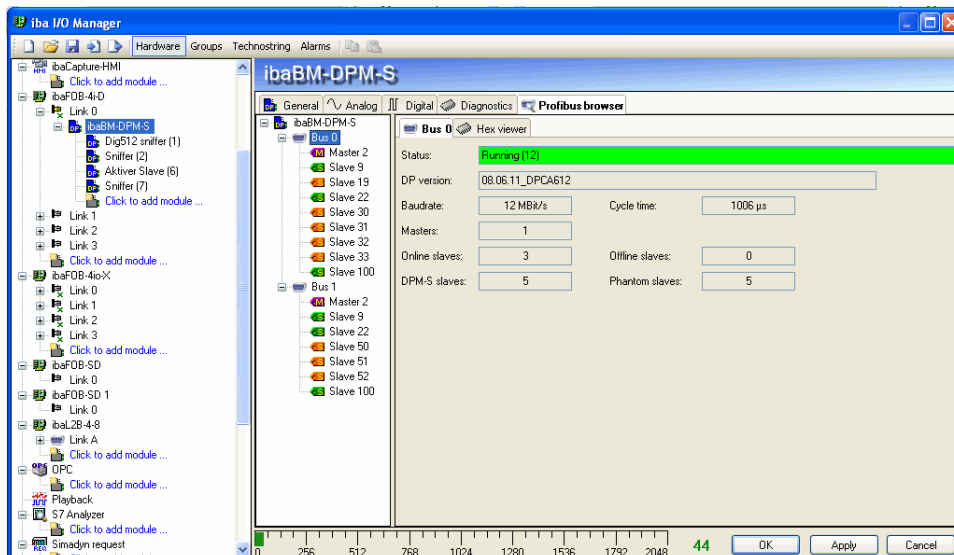 iba I/O Manager
Hardware Groups Technostring Alarms
ibaCapture-HMI
Click to add module ...
ibaFOB-4i-D
Link 0
ibaBM-DPM-S
Dig512 sniffer (1)
Sniffer (2)
Aktiver Slave (6)
Sniffer (7)
Click to add module ...
Link 1
Link 2
Link 3
Click to add module ...
ibaFOB-4io-X
Link 0
Link 1
Link 2
Link 3
Click to add module ...
ibaFOB-SD
Link 0
ibaFOB-SD 1
Link 0
ibaL2B-4-8
Link A
Click to add module ...
OPC
Click to add module ...
Playback
S7 Analyzer
Click to add module ...
Simadyn request
ibaBM-DPM-S
General Analog Digital Diagnostics Profibus browser
ibaBM-DPM-S
Bus 0
Master 2
Slave 9
Slave 19
Slave 22
Slave 30
Slave 31
Slave 32
Slave 33
Slave 100
Bus 1
Master 2
Slave 9
Slave 22
Slave 50
Slave 51
Slave 52
Slave 100
Bus 0 Hex viewer
Status: Running (12)
DP version: 08.06.11_DPCA612
Baudrate: 12 MBit/s Cycle time: 1006 µs
Masters: 1
Online slaves: 3 Offline slaves: 0
DPM-S slaves: 5 Phantom slaves: 5
0 256 512 768 1024 1280 1536 1792 2048 44 OK Apply Cancel